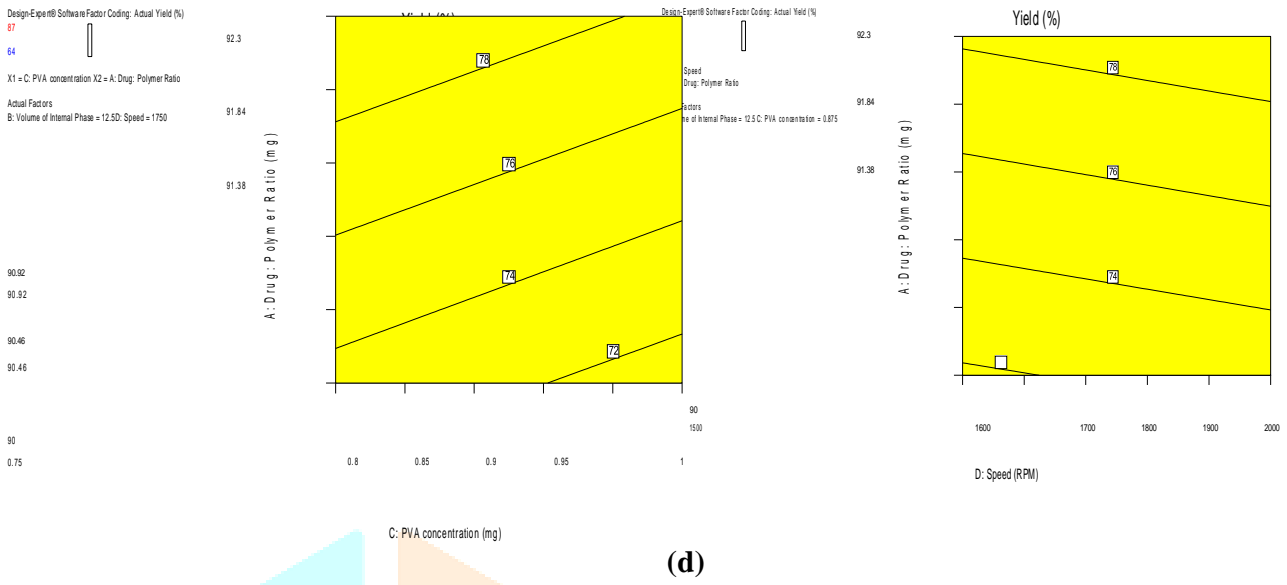 Design-Expert® Software Factor Coding: Actual Yield (%)
87
64
X1 = C: PVA concentration X2 = A: Drug: Polymer Ratio
Actual Factors
B: Volume of Internal Phase = 12.5D: Speed = 1750
92.3
91.84
91.38
90.92
90.92
90.46
90.46
90
0.75
A: Drug: Polymer Ratio (mg)
Yield (%)
78
76
74
72
0.8 0.85 0.9 0.95 1
C: PVA concentration (mg)
Design-Expert® Software Factor Coding: Actual Yield (%)
Speed
Drug: Polymer Ratio
Factors
me of Internal Phase = 12.5 C: PVA concentration = 0.875
92.3
91.84
91.38
90
1500
A: Drug: Polymer Ratio (mg)
Yield (%)
78
76
74
1600 1700 1800 1900 2000
D: Speed (RPM)
(d)